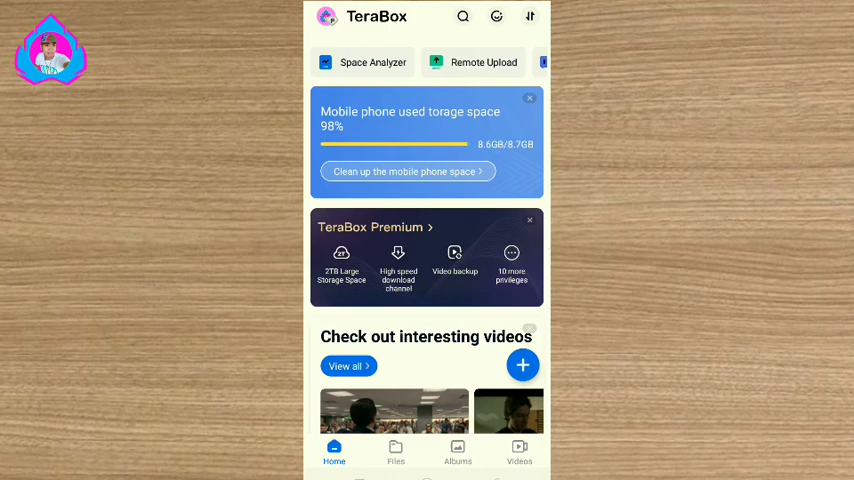 TeraBox
Space Analyzer
Remote Upload
Mobile phone used torage space
98%
8.6GB/8.7GB
Clean up the mobile phone space >
TeraBox Premium >
2T
2TB Large
Storage Space
High speed
download
channel
Video backup
10 more
privileges
Check out interesting videos
View all >
Home
Files
Albums
Videos